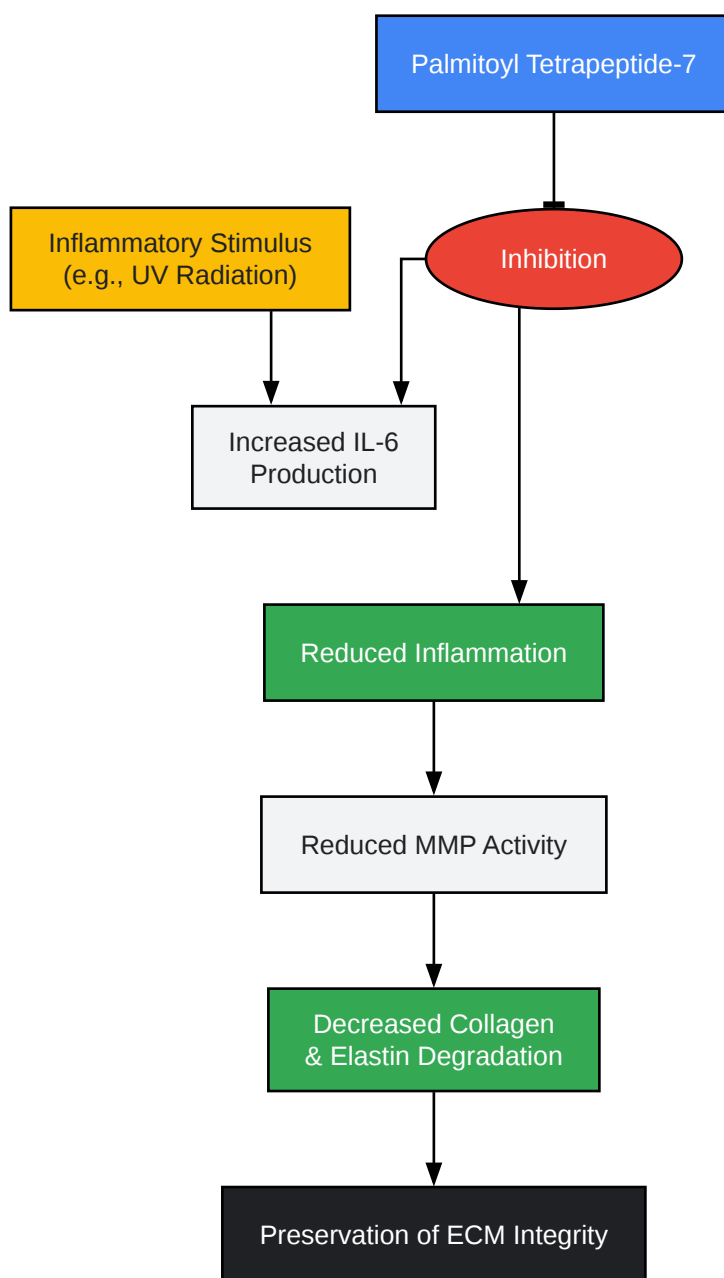 Palmitoyl Tetrapeptide-7
Inflammatory Stimulus
(e.g., UV Radiation)
Inhibition
Increased IL-6
Production
Reduced Inflammation
Reduced MMP Activity
Decreased Collagen
& Elastin Degradation
Preservation of ECM Integrity